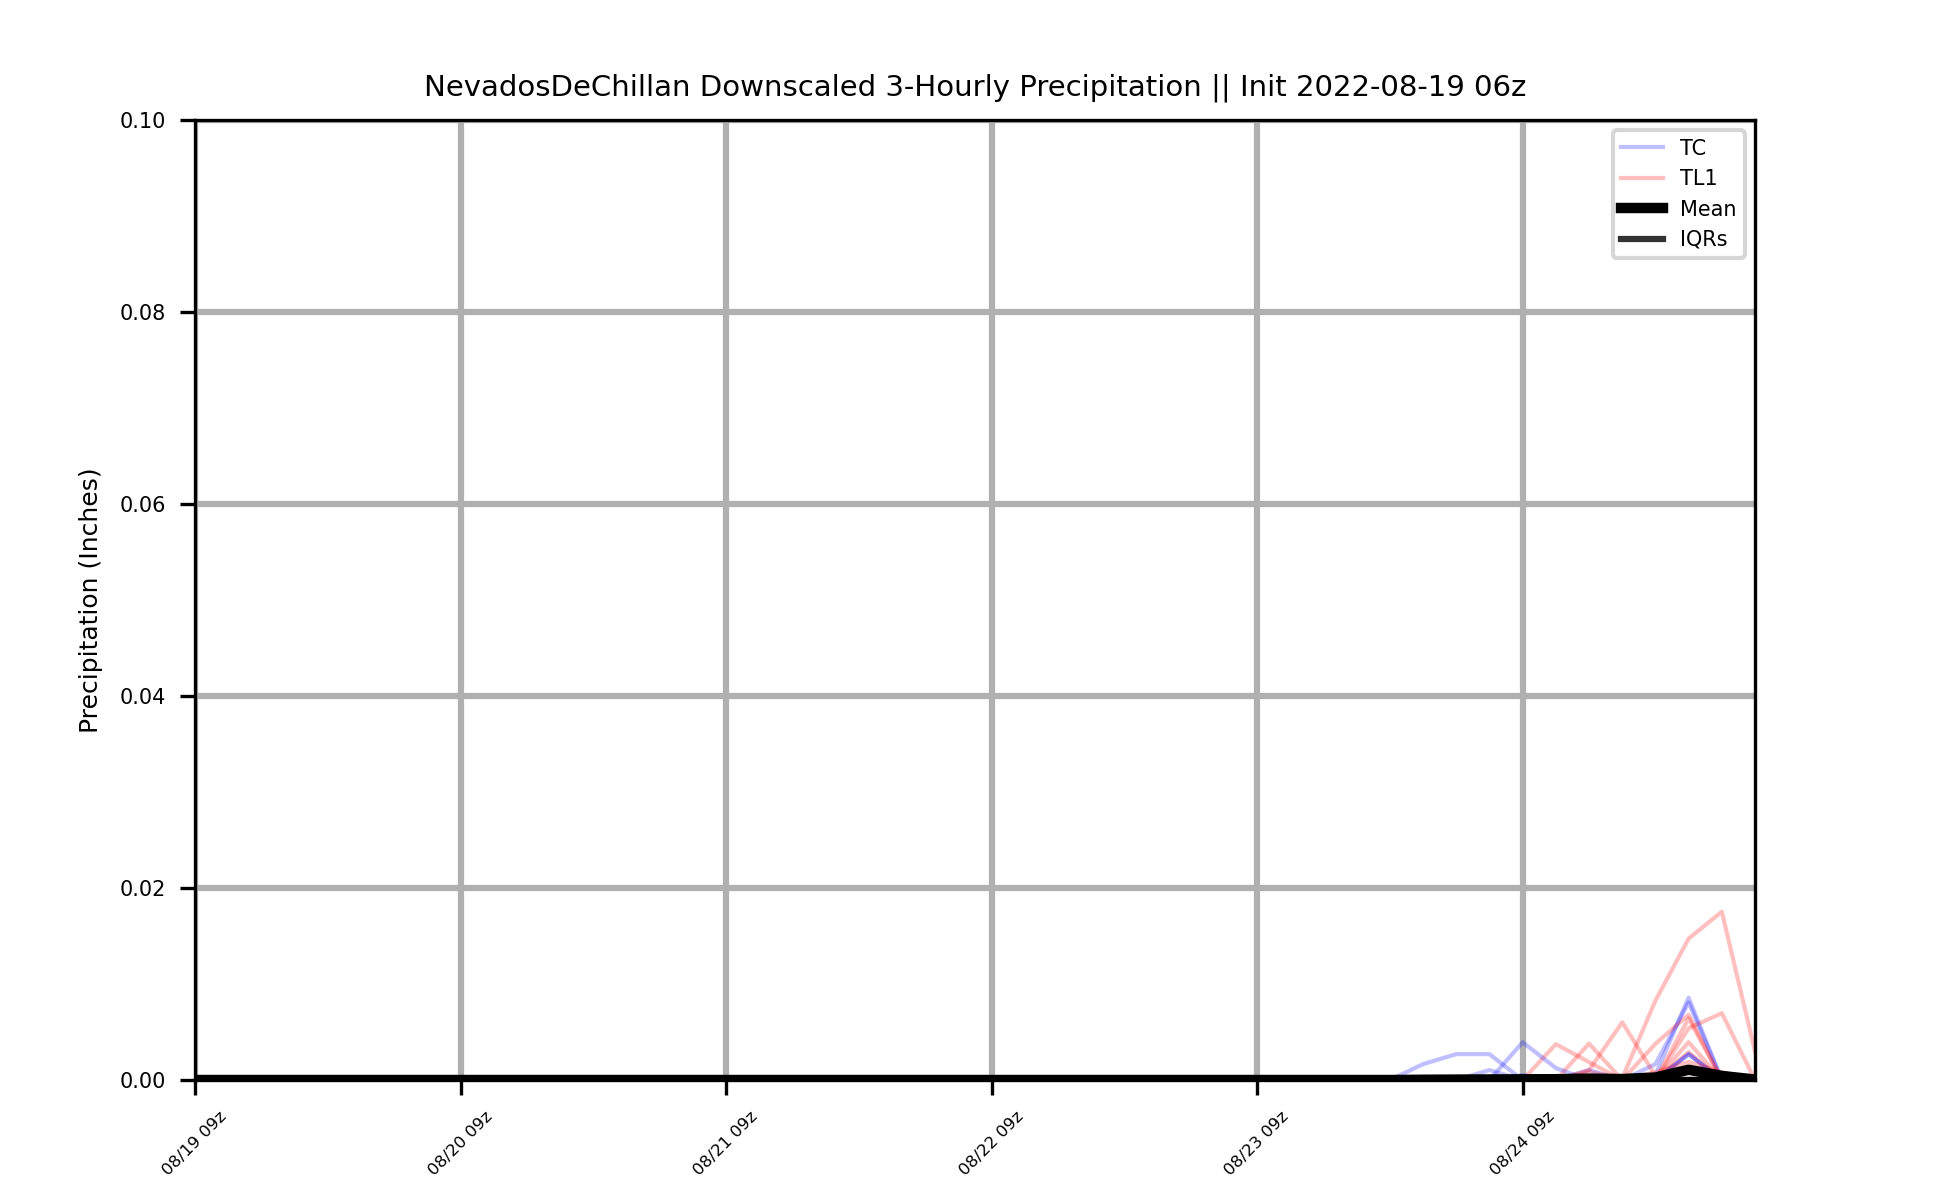 NevadosDeChillan Downscaled 3-Hourly Precipitation || Init 2022-08-19 06z
TC
TL1
Mean
IQRs
Precipitation (Inches)
0.10
0.08
0.06
0.04
0.02
0.00
08/19 09z
08/20 09z
08/21 09z
08/22 09z
08/23 09z
08/24 09z